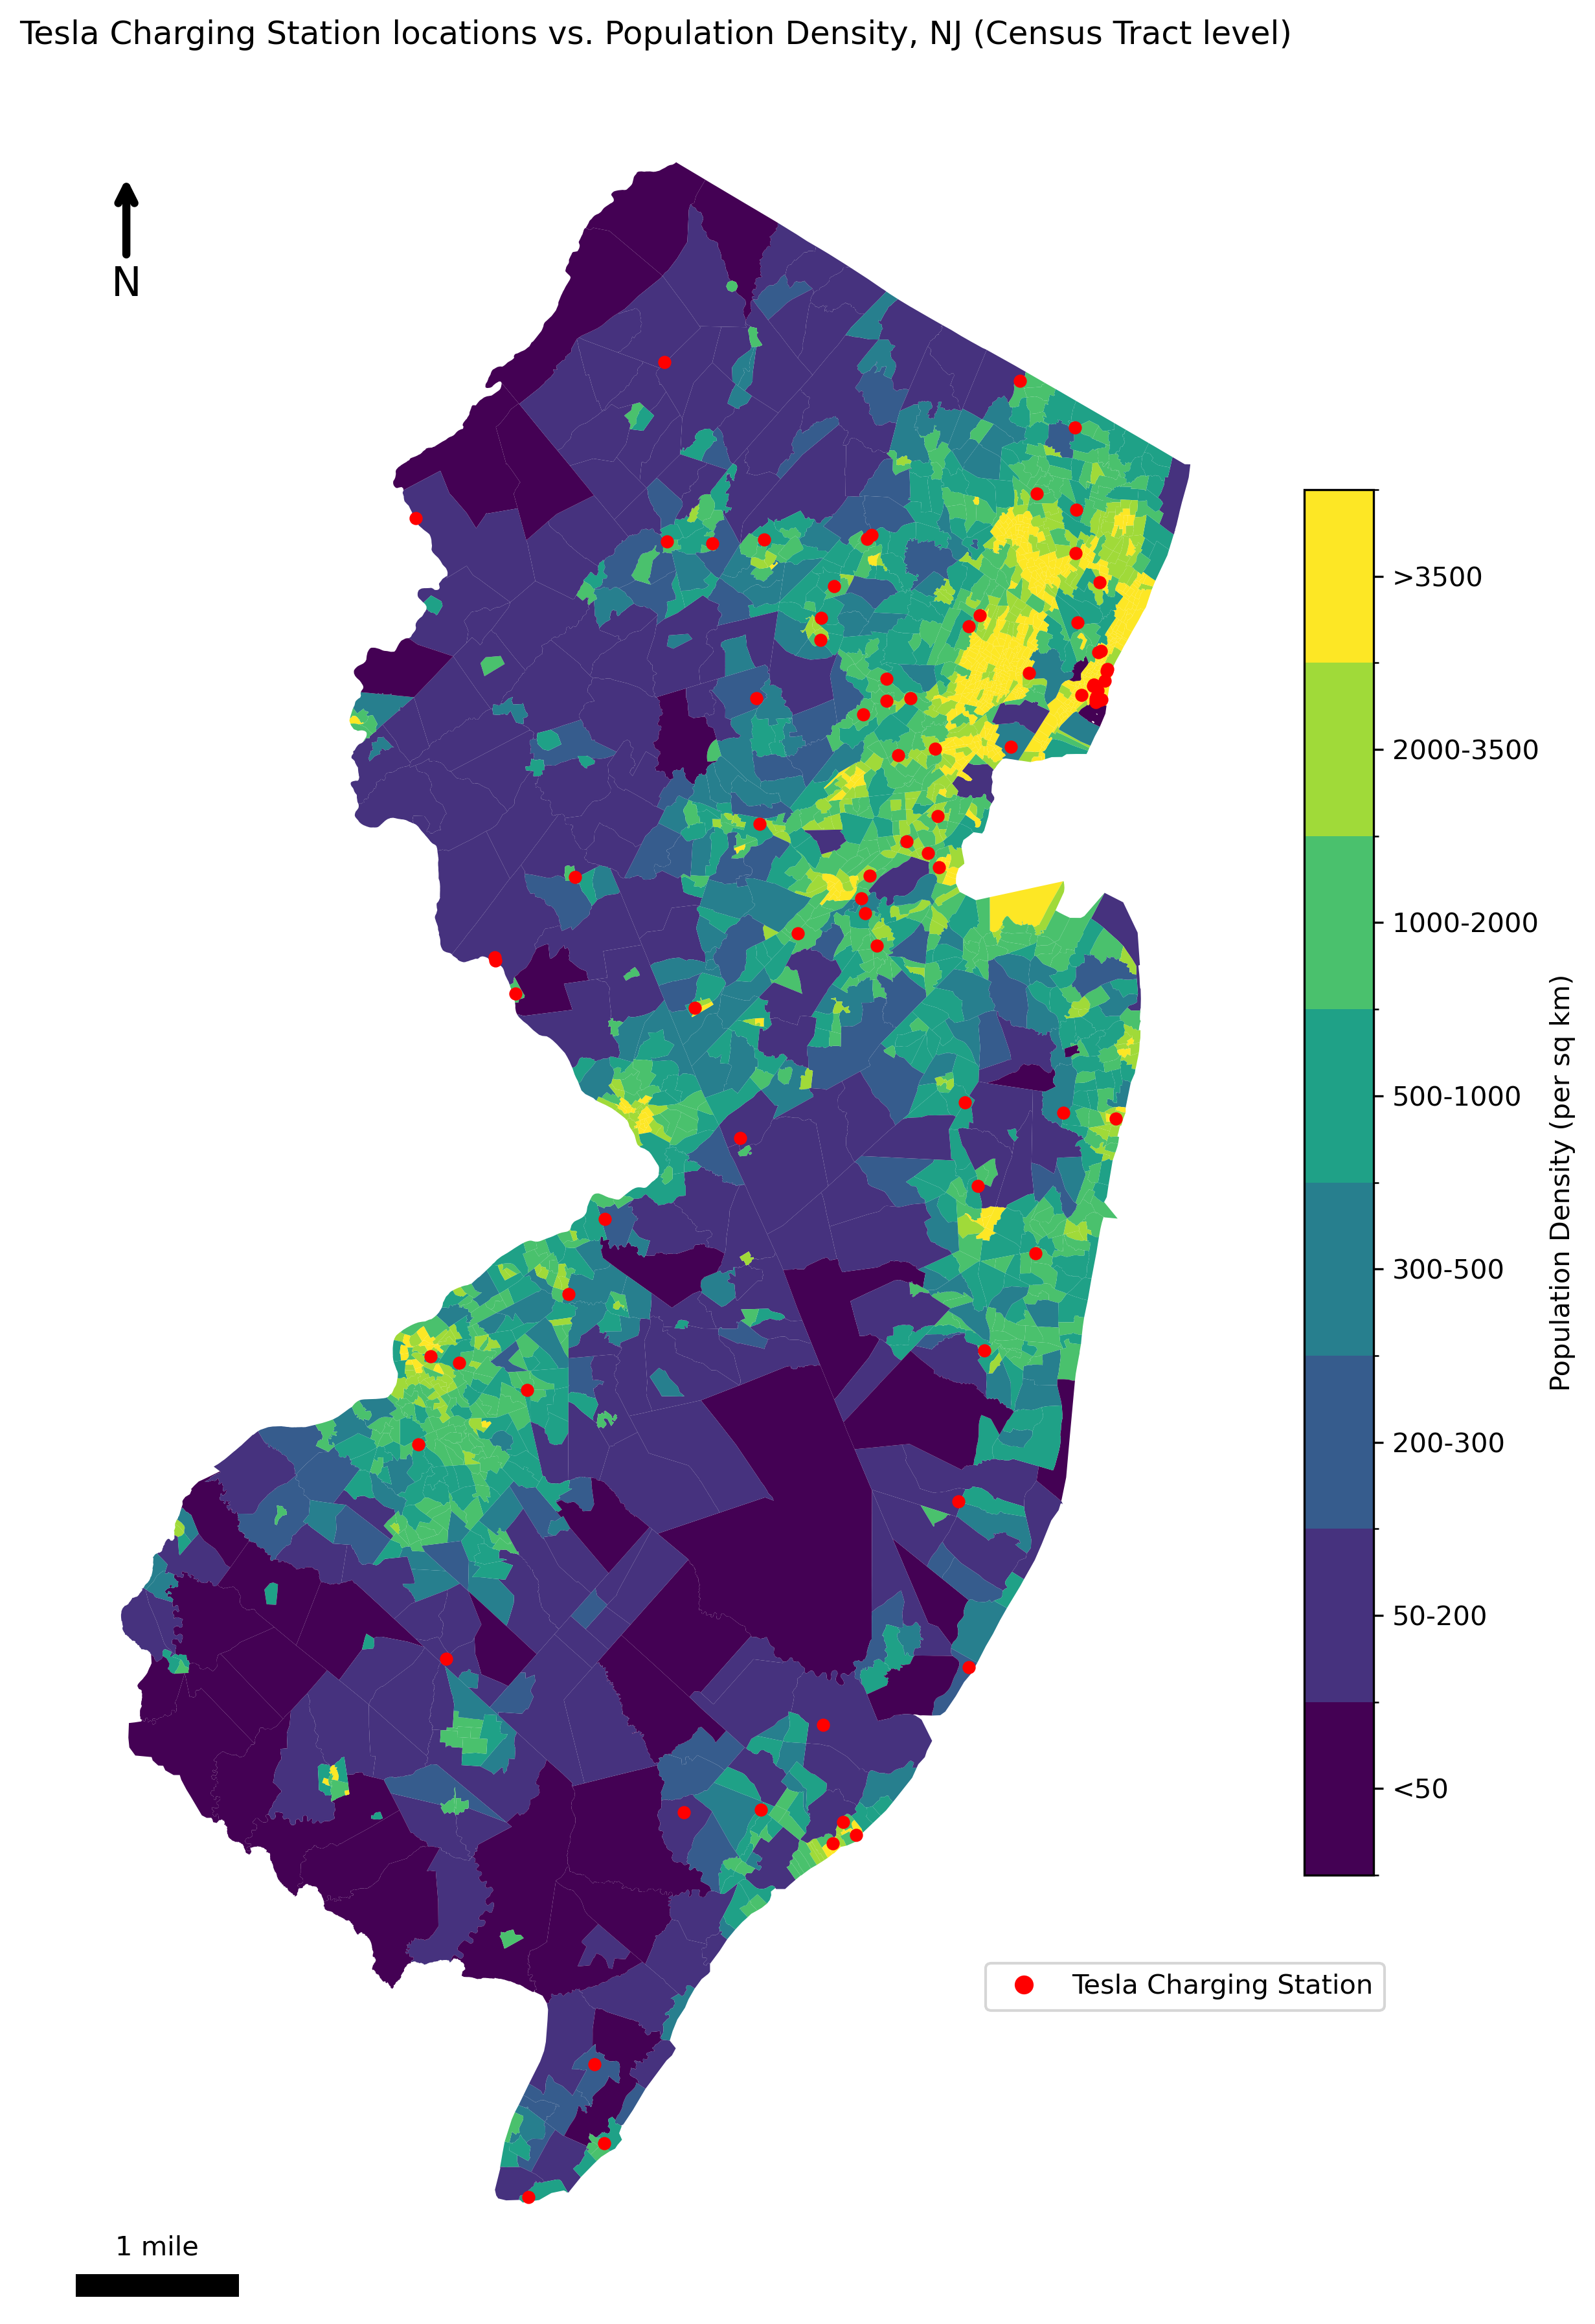 Tesla Charging Station locations vs. Population Density, NJ (Census Tract level)
N
>3500
2000-3500
1000-2000
500-1000
300-500
200-300
50-200
<50
Population Density (per sq km)
Tesla Charging Station
1 mile